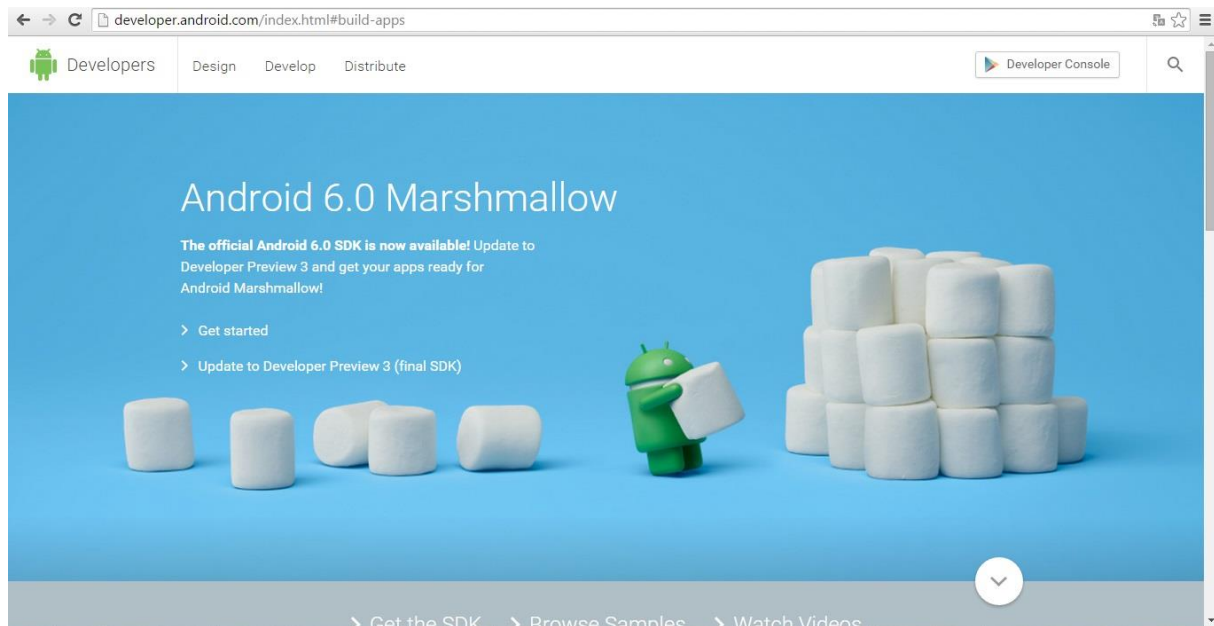 developer.android.com/index.html#build-apps
Developers Design Develop Distribute Developer Console
Android 6.0 Marshmallow
The official Android 6.0 SDK is now available! Update to
Developer Preview 3 and get your apps ready for
Android Marshmallow!
Get started
Update to Developer Preview 3 (final SDK)
Get the SDK Browse Samples Watch Videos